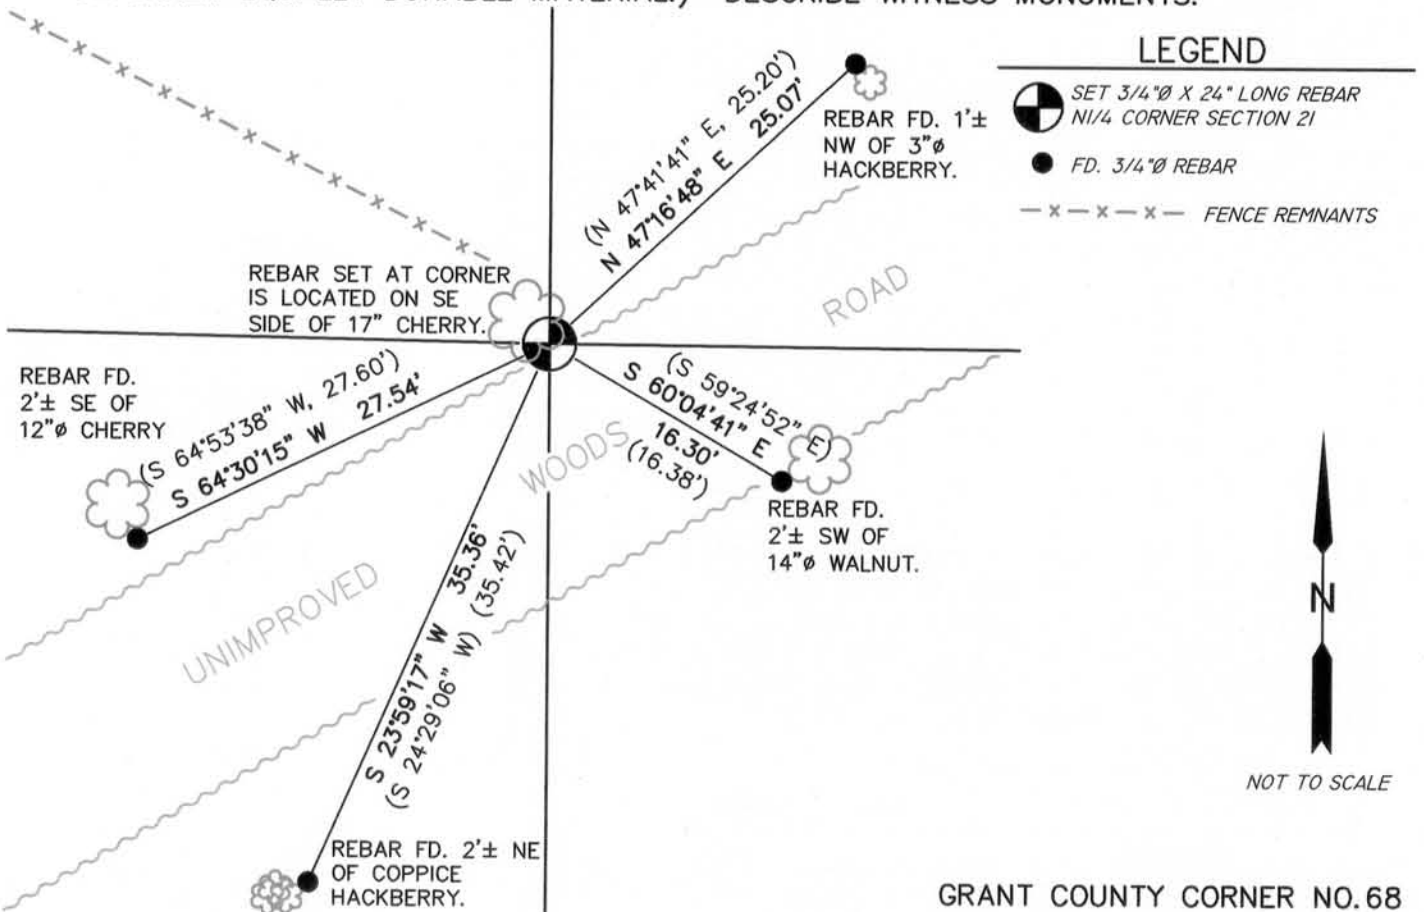 DURABLE MATERIAL.) DESCRIBE WITNESS MONUMENTS.
LEGEND
SET 3/4"Ø X 24" LONG REBAR
N1/4 CORNER SECTION 21
FD. 3/4"Ø REBAR
FENCE REMNANTS
(N 47°41'41" E, 25.20')
N 47°16'48" E 25.07'
REBAR FD. 1'±
NW OF 3"ø
HACKBERRY.
REBAR SET AT CORNER
IS LOCATED ON SE
SIDE OF 17" CHERRY.
ROAD
REBAR FD.
2'± SE OF
12"ø CHERRY
(S 64°53'38" W, 27.60')
S 64°30'15" W 27.54'
(S 59°24'52" E)
S 60°04'41" E
16.30'
(16.38')
WOODS
REBAR FD.
2'± SW OF
14"ø WALNUT.
UNIMPROVED
S 23°59'17" W 35.36'
(S 24°29'06" W) (35.42')
N
NOT TO SCALE
REBAR FD. 2'± NE
OF COPPICE
HACKBERRY.
GRANT COUNTY CORNER NO.68